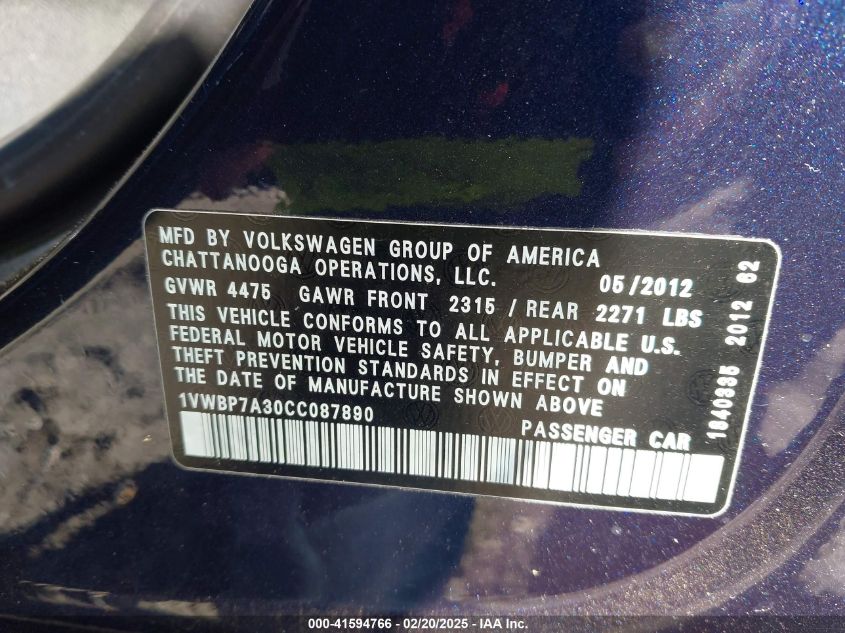 MFD BY VOLKSWAGEN GROUP OF AMERICA
CHATTANOOGA OPERATIONS, LLC. 05/2012
GVWR 4475 GAWR FRONT 2315 / REAR 2271 LBS
THIS VEHICLE CONFORMS TO ALL APPLICABLE U.S.
FEDERAL MOTOR VEHICLE SAFETY, BUMPER AND
THEFT PREVENTION STANDARDS IN EFFECT ON
THE DATE OF MANUFACTURE SHOWN ABOVE
1VWBP7A30CC087890 PASSENGER CAR
1840335 2012 62
000-41594766 - 02/20/2025 - IAA Inc.